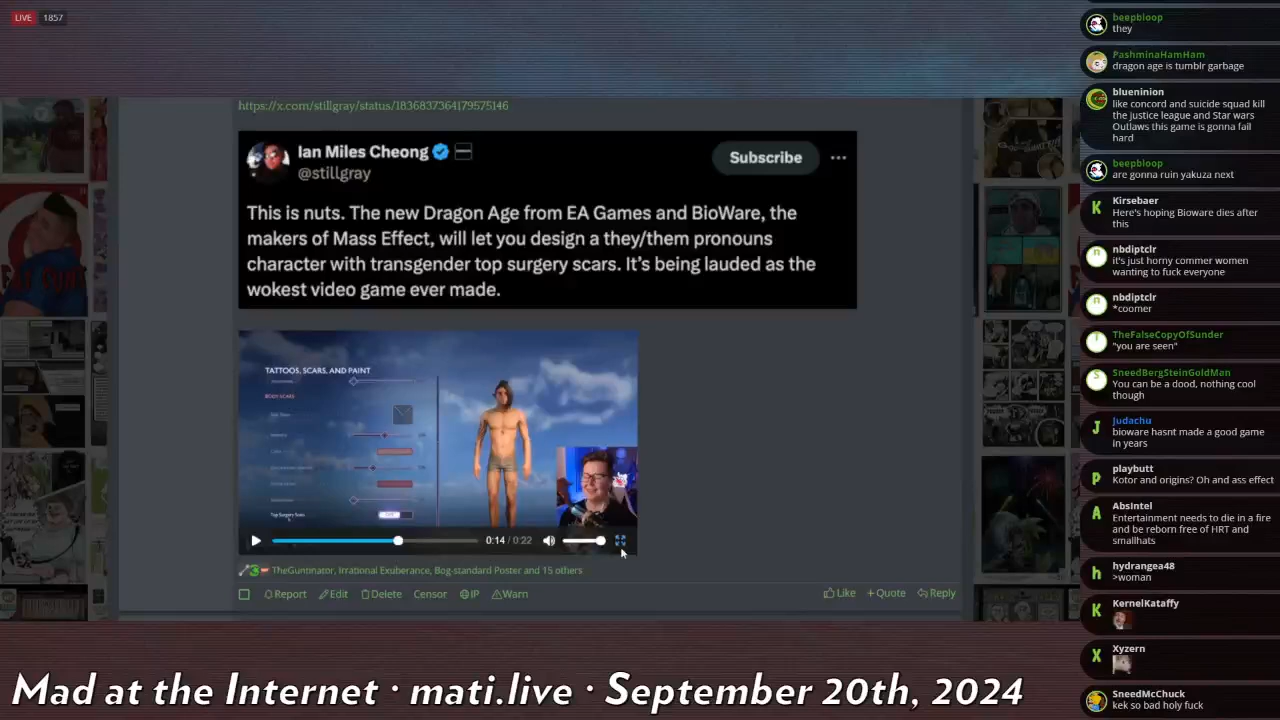 LIVE 1857
https://x.com/stillgray/status/1836837364179575146
Ian Miles Cheong
@stillgray
Subscribe
This is nuts. The new Dragon Age from EA Games and BioWare, the
makers of Mass Effect, will let you design a they/them pronouns
character with transgender top surgery scars. It's being lauded as the
wokest video game ever made.
TATTOOS, SCARS, AND PAINT
BODY SCARS
Top Surgery Scars
0:14 / 0:22
TheGuntinator, Irrational Exuberance, Bog-standard Poster and 15 others
Report Edit Delete Censor IP Warn
Like + Quote Reply
beepbloop
they
PashminaHamHam
dragon age is tumblr garbage
blueninion
like concord and suicide squad kill
the justice league and Star wars
Outlaws this game is gonna fail
hard
beepbloop
are gonna ruin yakuza next
Kirsebaer
Here's hoping Bioware dies after
this
nbdiptclr
it's just horny commer women
wanting to fuck everyone
nbdiptclr
*coomer
TheFalseCopyOfSunder
"you are seen"
SneedBergSteinGoldMan
You can be a dood, nothing cool
though
Judachu
bioware hasnt made a good game
in years
playbutt
Kotor and origins? Oh and ass effect
AbsIntel
Entertainment needs to die in a fire
and be reborn free of HRT and
smallhats
hydrangea48
>woman
KernelKataffy
Xyzern
SneedMcChuck
kek so bad holy fuck
Mad at the Internet · mati.live · September 20th, 2024